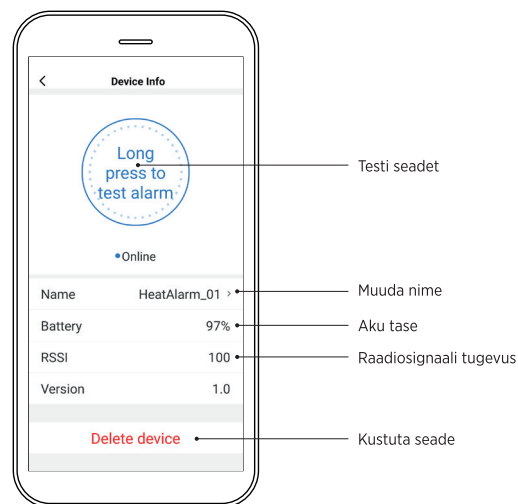 Device Info
Long
press to
test alarm
Testi seadet
Online
Name HeatAlarm_01 > Muuda nime
Battery 97% Aku tase
RSSI 100 Raadiosignaali tugevus
Version 1.0
Delete device Kustuta seade